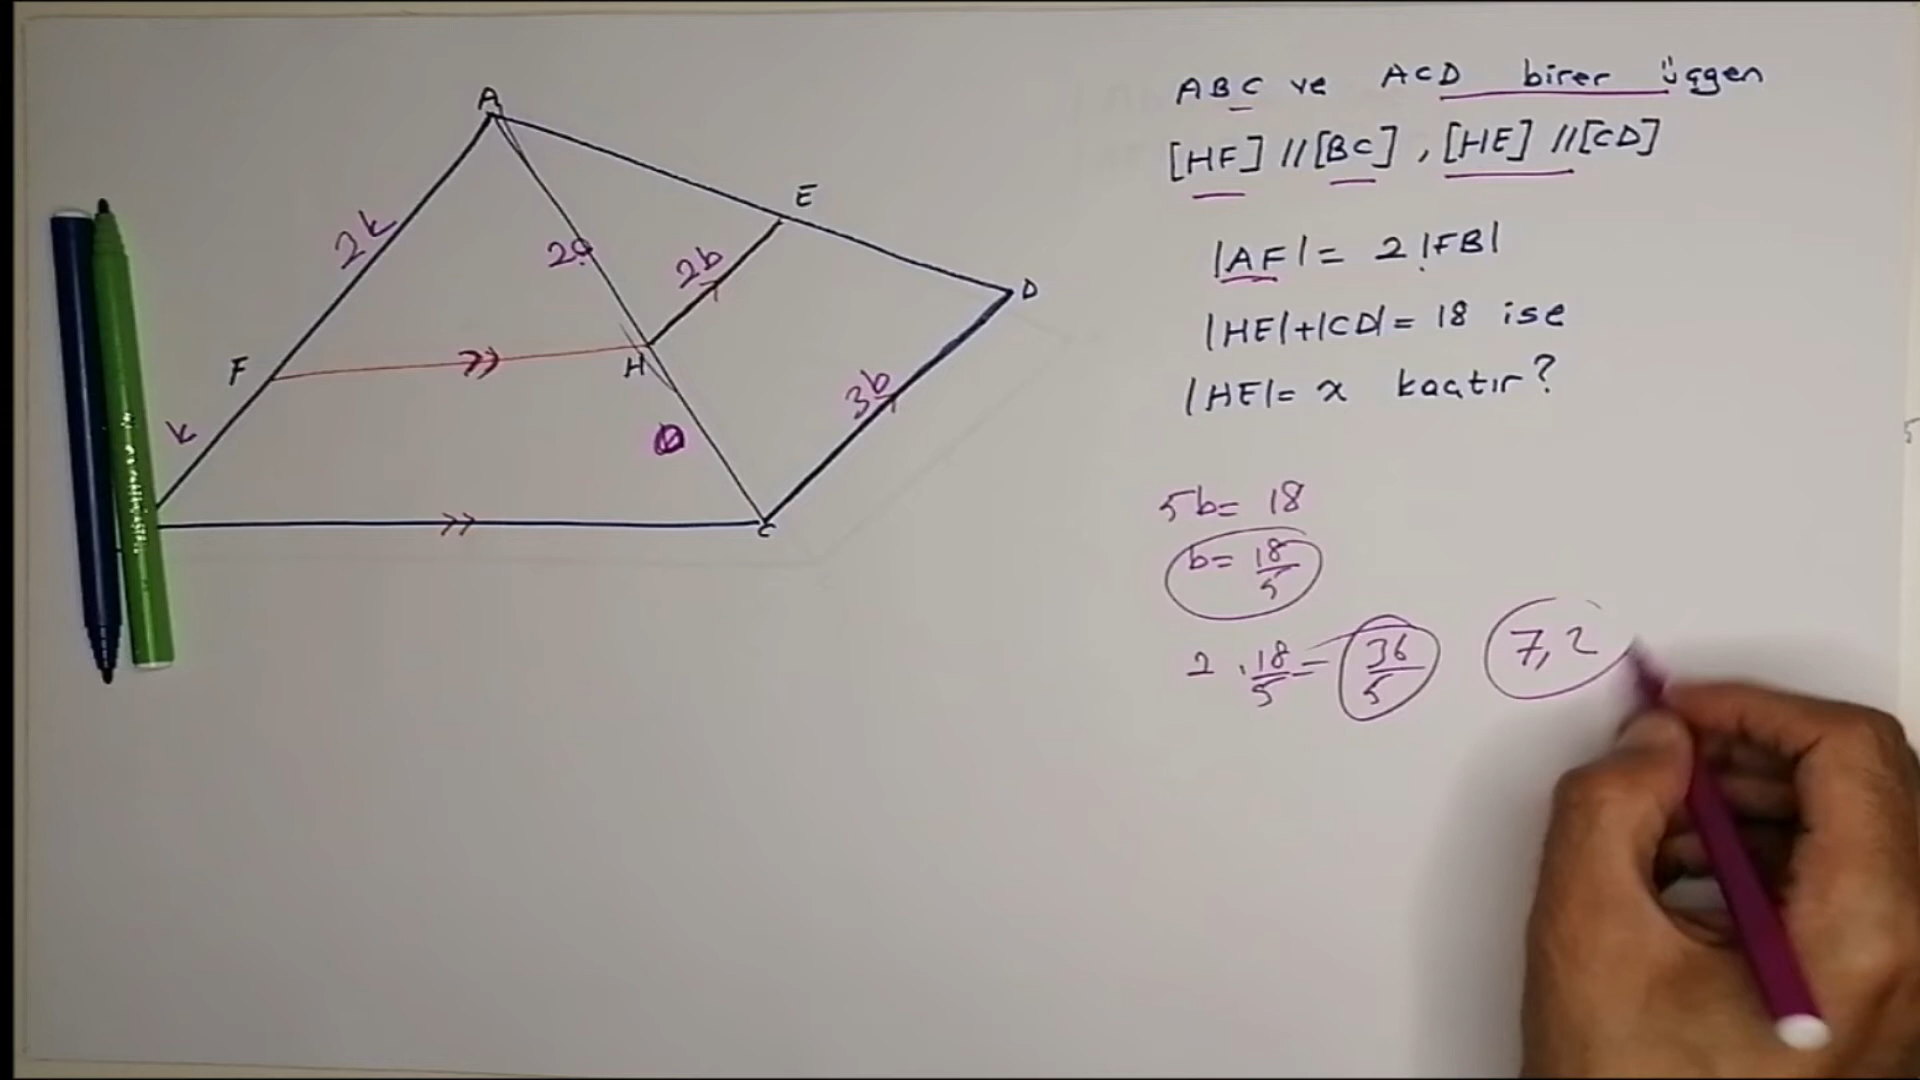 ABC ve ACD birer üçgen
[HF] // [BC] , [HE] // [CD]
|AF| = 2 |FB|
|HE|+|CD| = 18 ise
|HE| = x kaçtır?
5b = 18
b = 18/5
2 . 18/5 = 36/5
7,2
A
E
2k
2b
D
F
H
3b
k
C